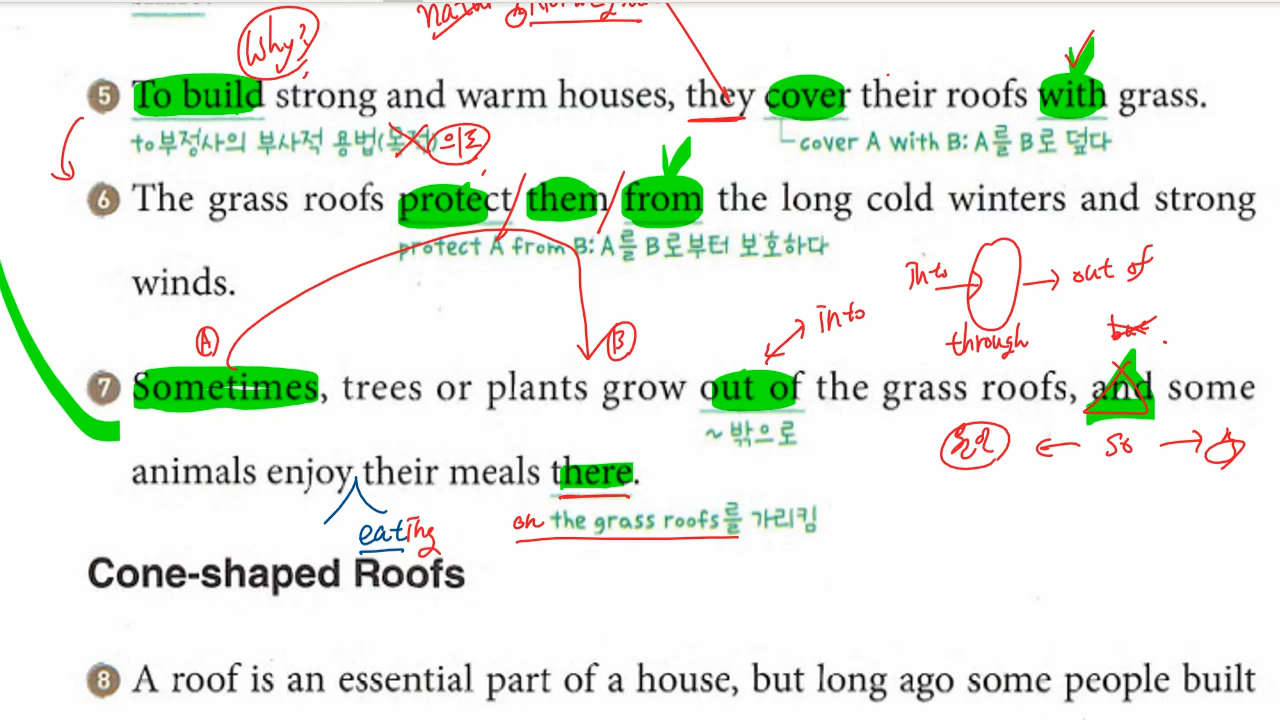 Why?
5 To build strong and warm houses, they cover their roofs with grass.
to부정사의 부사적 용법(목적) 의도
cover A with B: A를 B로 덮다
6 The grass roofs protect them from the long cold winters and strong
protect A from B: A를 B로부터 보호하다
winds.
into out of
through
A B into
7 Sometimes, trees or plants grow out of the grass roofs, and some
~ 밖으로
so
animals enjoy their meals there.
eating
on the grass roofs를 가리킴
Cone-shaped Roofs
8 A roof is an essential part of a house, but long ago some people built